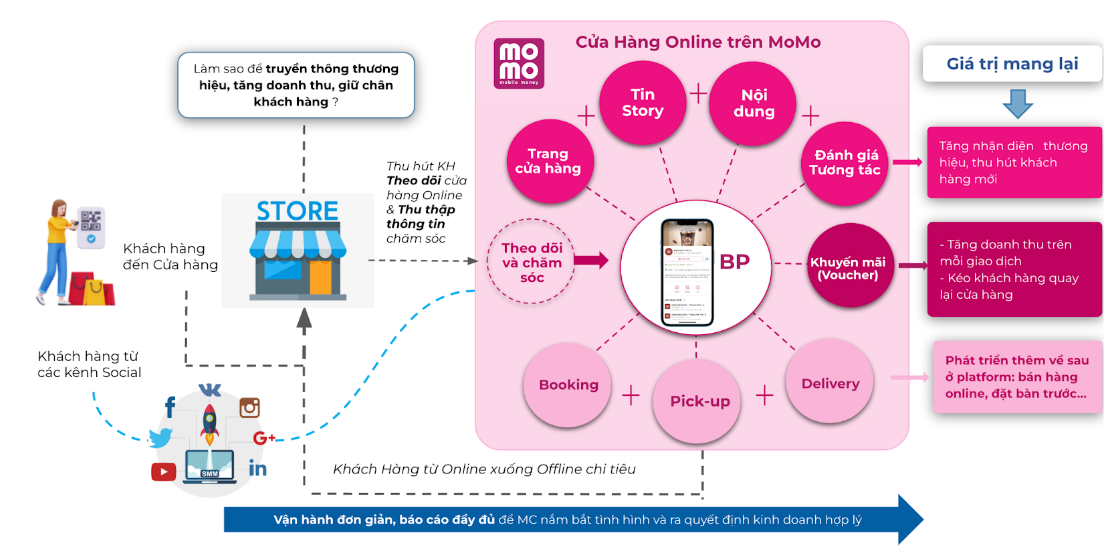 Làm sao để truyền thông thương
hiệu, tăng doanh thu, giữ chân
khách hàng ?
STORE
Khách hàng
đến Cửa hàng
Khách hàng từ
các kênh Social
SMM
Thu hút KH
Theo dõi cửa
hàng Online
& Thu thập
thông tin
chăm sóc
mo
mo
mobile money
Cửa Hàng Online trên MoMo
Trang
cửa hàng
Tin
Story
Nội
dung
Đánh giá
Tương tác
Theo dõi
và chăm
sóc
BP
Khuyến mãi
(Voucher)
Booking
Pick-up
Delivery
Giá trị mang lại
Tăng nhận diện thương
hiệu, thu hút khách
hàng mới
- Tăng doanh thu trên
mỗi giao dịch
- Kéo khách hàng quay
lại cửa hàng
Phát triển thêm về sau
ở platform: bán hàng
online, đặt bàn trước...
Khách Hàng từ Online xuống Offline chi tiêu
Vận hành đơn giản, báo cáo đầy đủ để MC nắm bắt tình hình và ra quyết định kinh doanh hợp lý